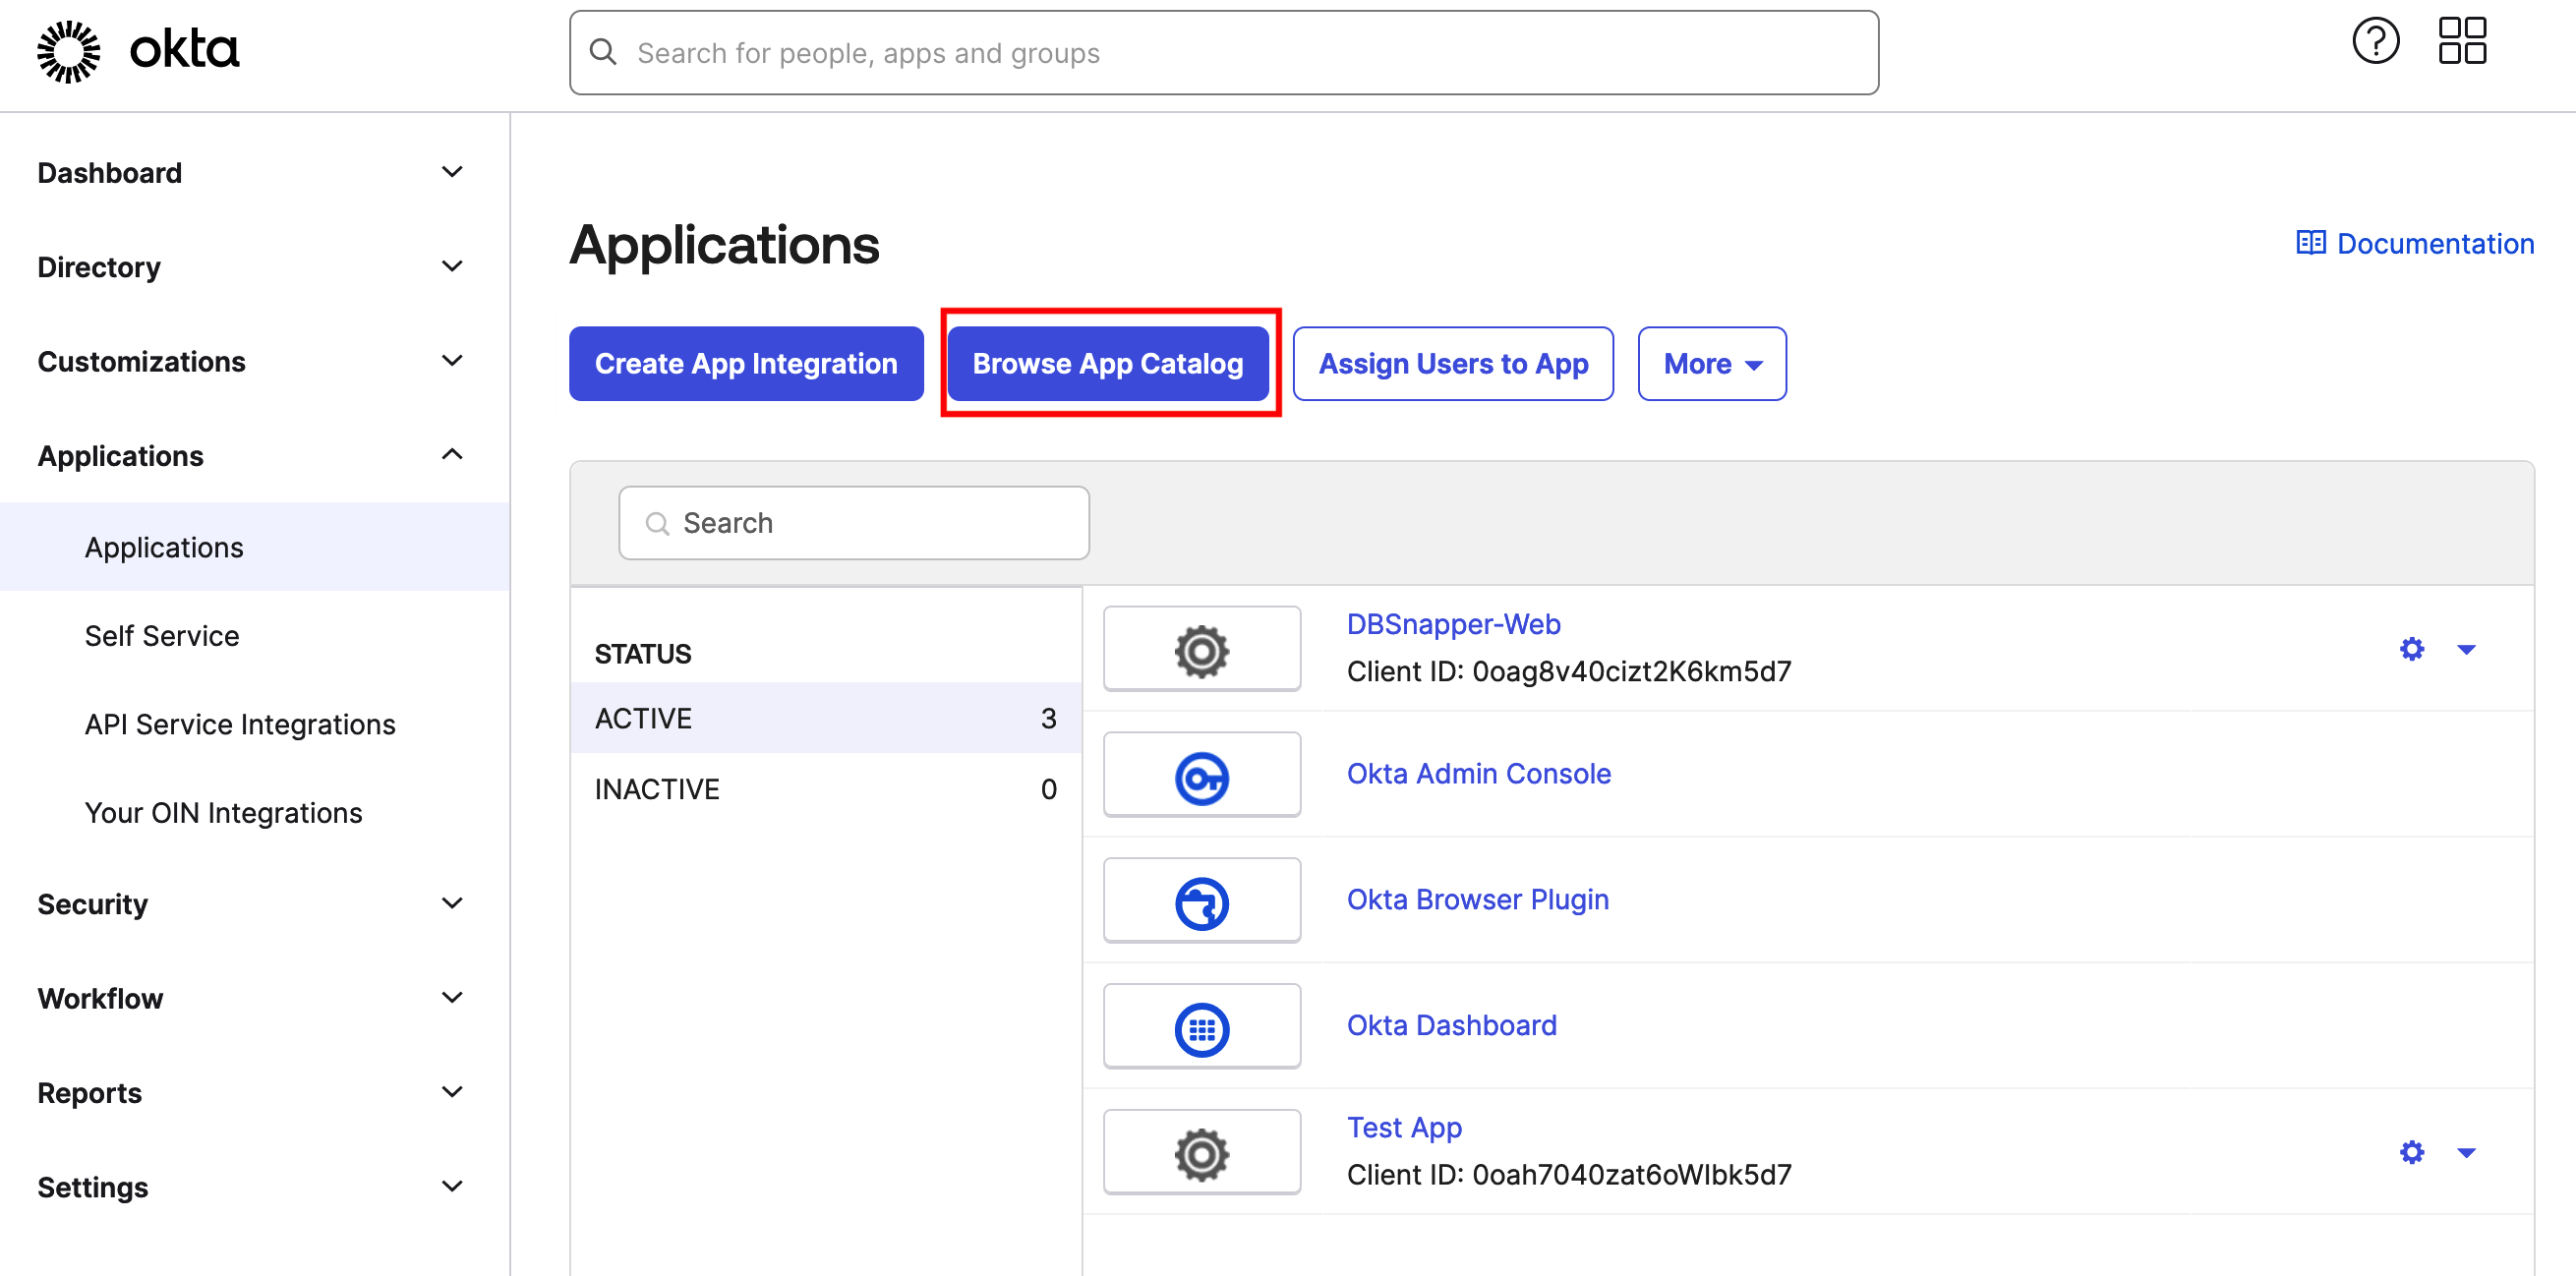 okta
Search for people, apps and groups
Dashboard
Directory
Customizations
Applications
Applications
Self Service
API Service Integrations
Your OIN Integrations
Security
Workflow
Reports
Settings
Applications
Documentation
Create App Integration
Browse App Catalog
Assign Users to App
More
Search
STATUS
ACTIVE 3
INACTIVE 0
DBSnapper-Web
Client ID: 0oag8v40cizt2K6km5d7
Okta Admin Console
Okta Browser Plugin
Okta Dashboard
Test App
Client ID: 0oah7040zat6oWlbk5d7